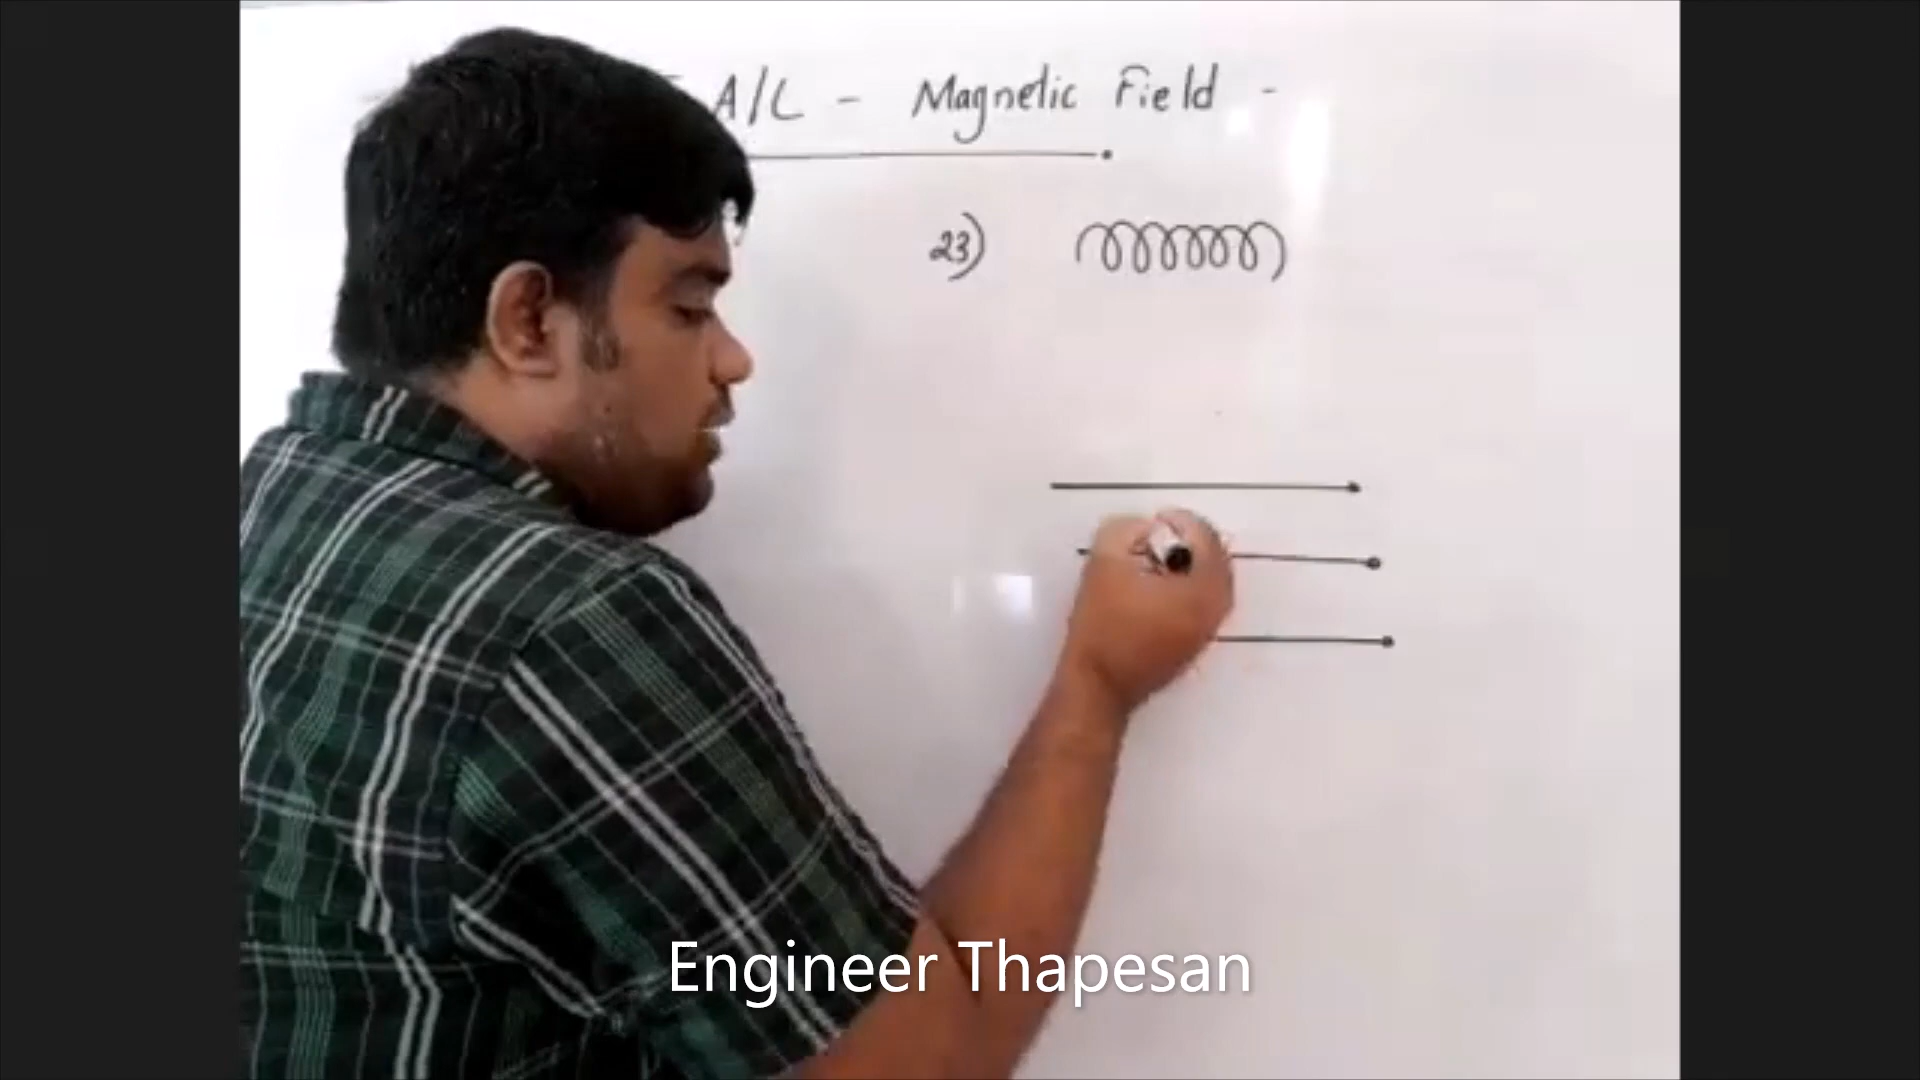 A/L - Magnetic Field -
23)
Engineer Thapesan